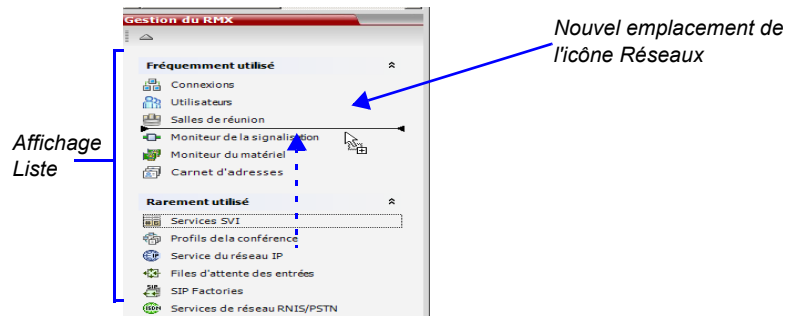 Gestion du RMX
Nouvel emplacement de
l'icône Réseaux
Fréquemment utilisé
Connexions
Utilisateurs
Salles de réunion
Moniteur de la signalisation
Moniteur du matériel
Carnet d'adresses
Affichage
Liste
Rarement utilisé
Services SVI
Profils dela conférence
Service du réseau IP
Files d'attente des entrées
SIP Factories
Services de réseau RNIS/PSTN